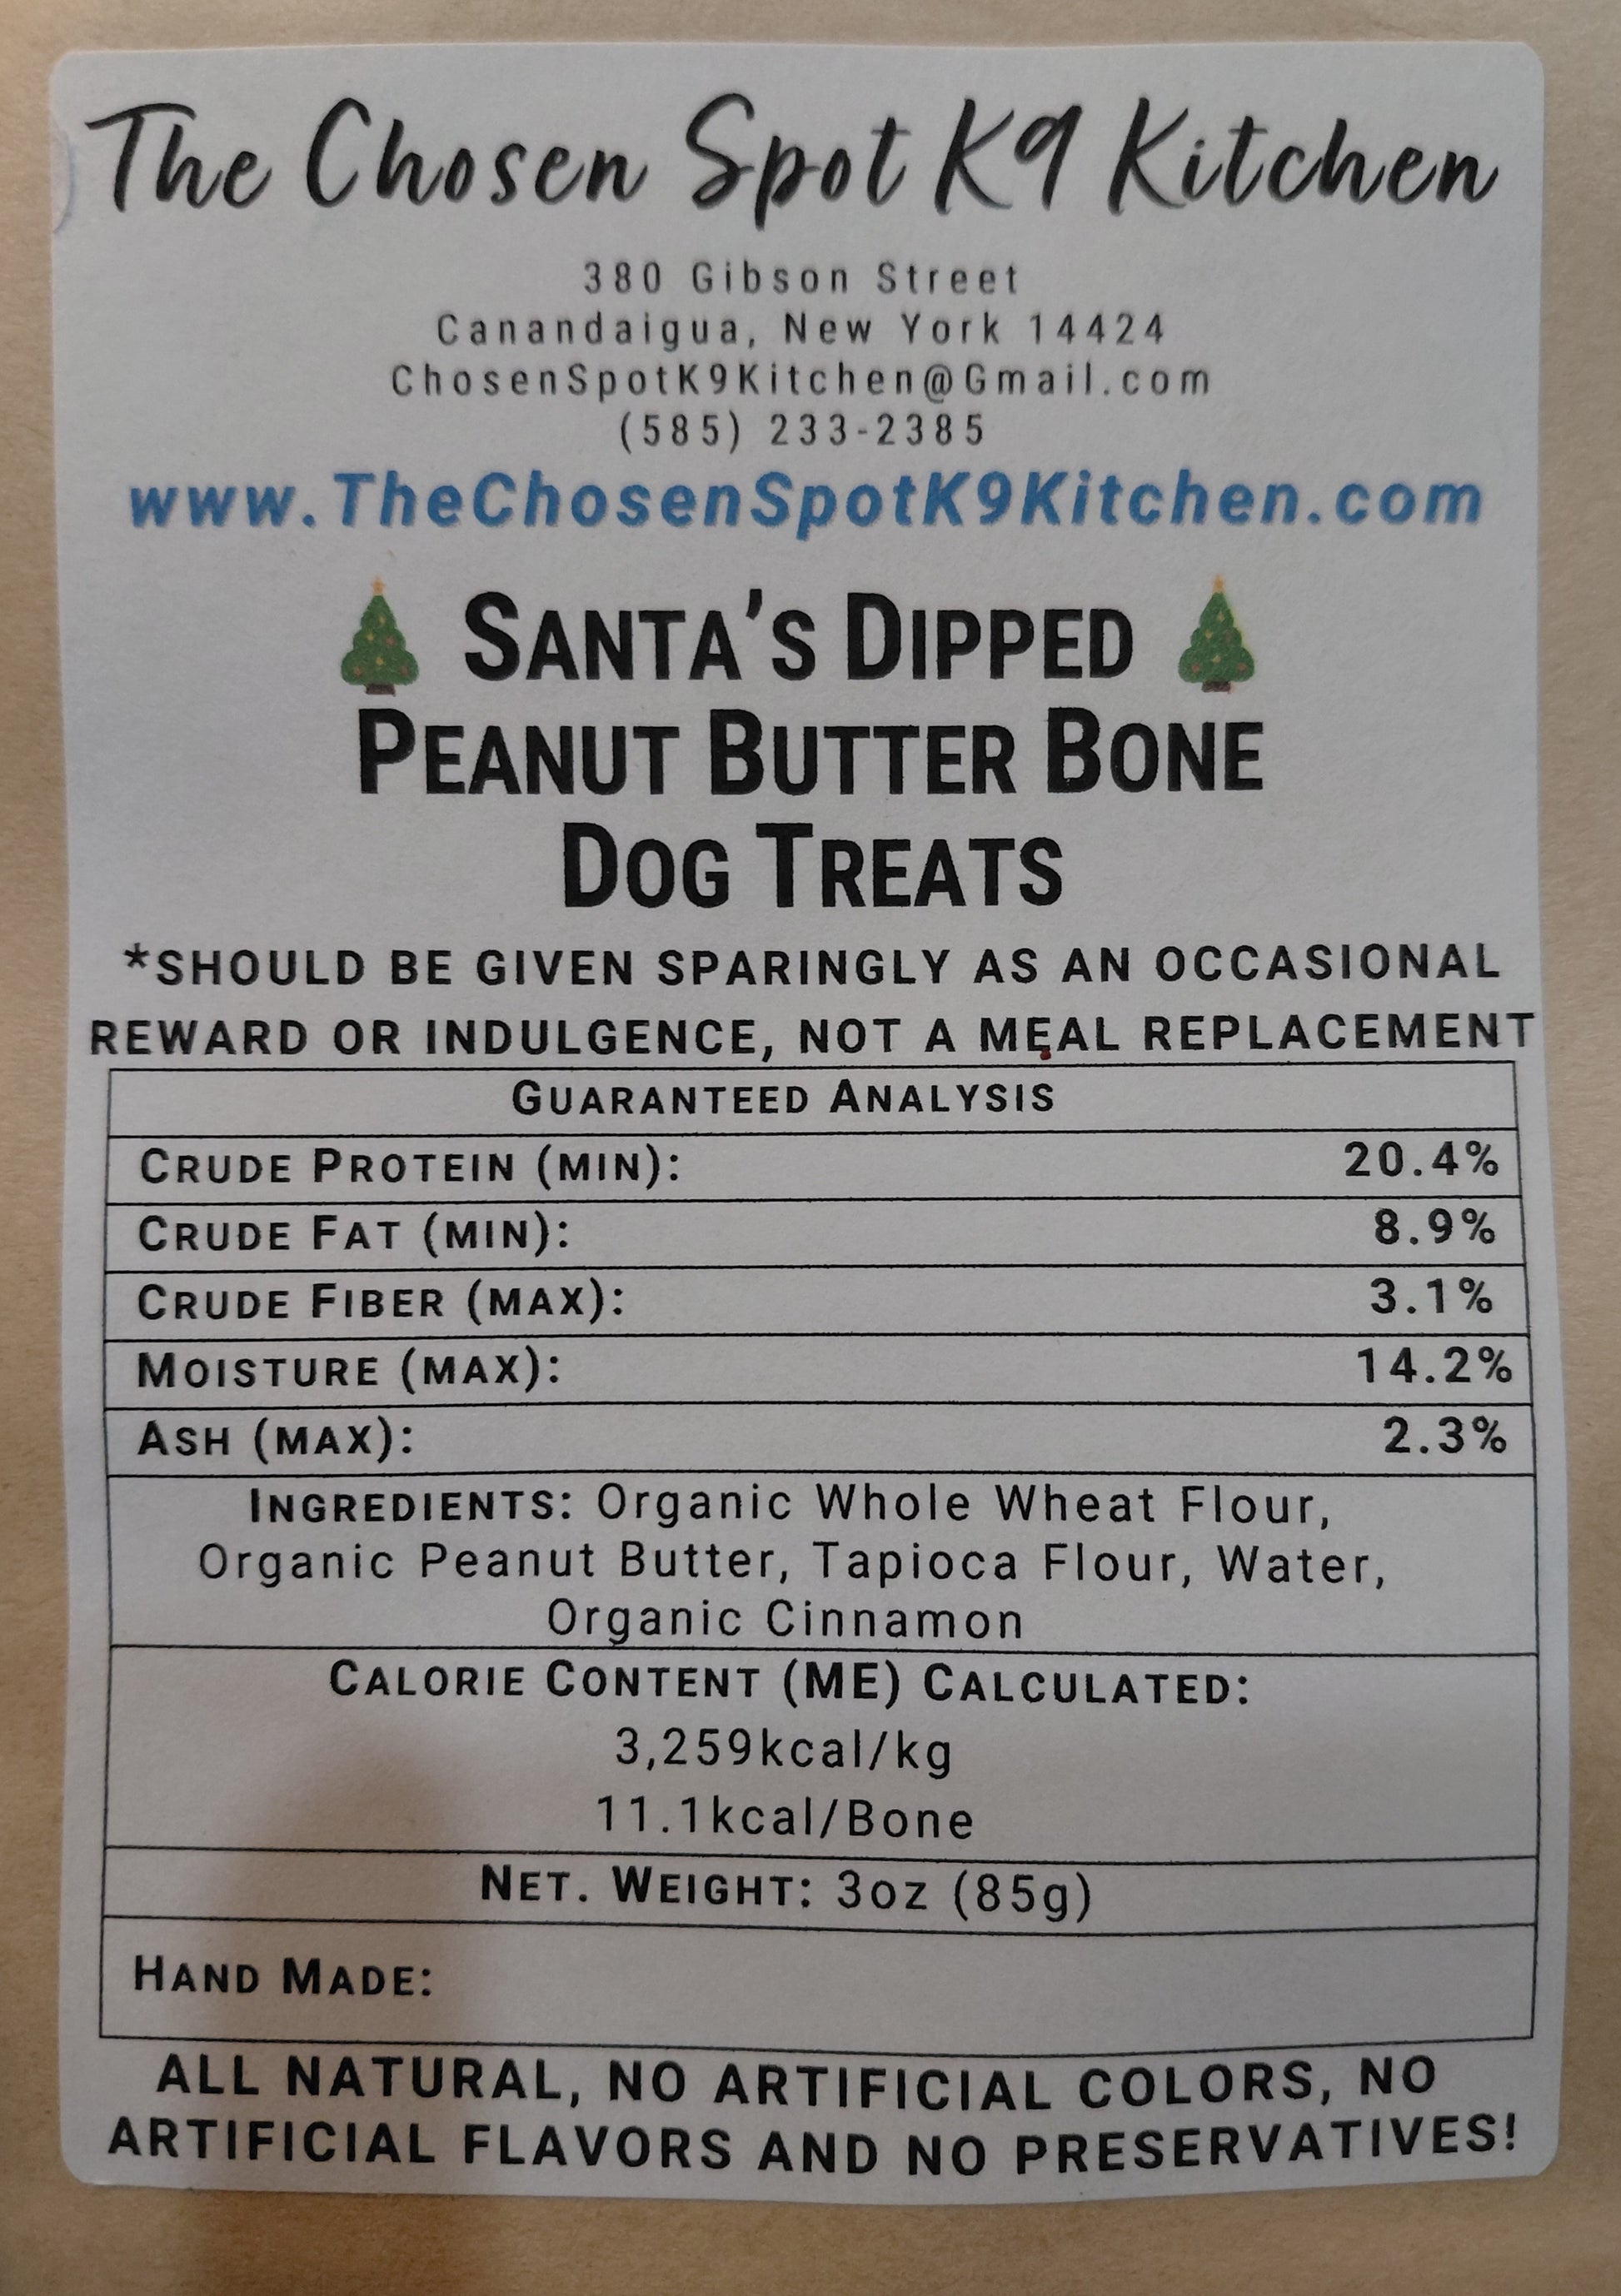 The Chosen Spot K9 Kitchen
380 Gibson Street
Canandaigua, New York 14424
ChosenSpotK9Kitchen@Gmail.com
(585) 233-2385
www.TheChosenSpotK9Kitchen.com
SANTA'S DIPPED
PEANUT BUTTER BONE
DOG TREATS
*SHOULD BE GIVEN SPARINGLY AS AN OCCASIONAL
REWARD OR INDULGENCE, NOT A MEAL REPLACEMENT
GUARANTEED ANALYSIS
CRUDE PROTEIN (MIN): 20.4%
CRUDE FAT (MIN): 8.9%
CRUDE FIBER (MAX): 3.1%
MOISTURE (MAX): 14.2%
ASH (MAX): 2.3%
INGREDIENTS: Organic Whole Wheat Flour,
Organic Peanut Butter, Tapioca Flour, Water,
Organic Cinnamon
CALORIE CONTENT (ME) CALCULATED:
3,259kcal/kg
11.1kcal/Bone
NET. WEIGHT: 3oz (85g)
HAND MADE:
ALL NATURAL, NO ARTIFICIAL COLORS, NO
ARTIFICIAL FLAVORS AND NO PRESERVATIVES!